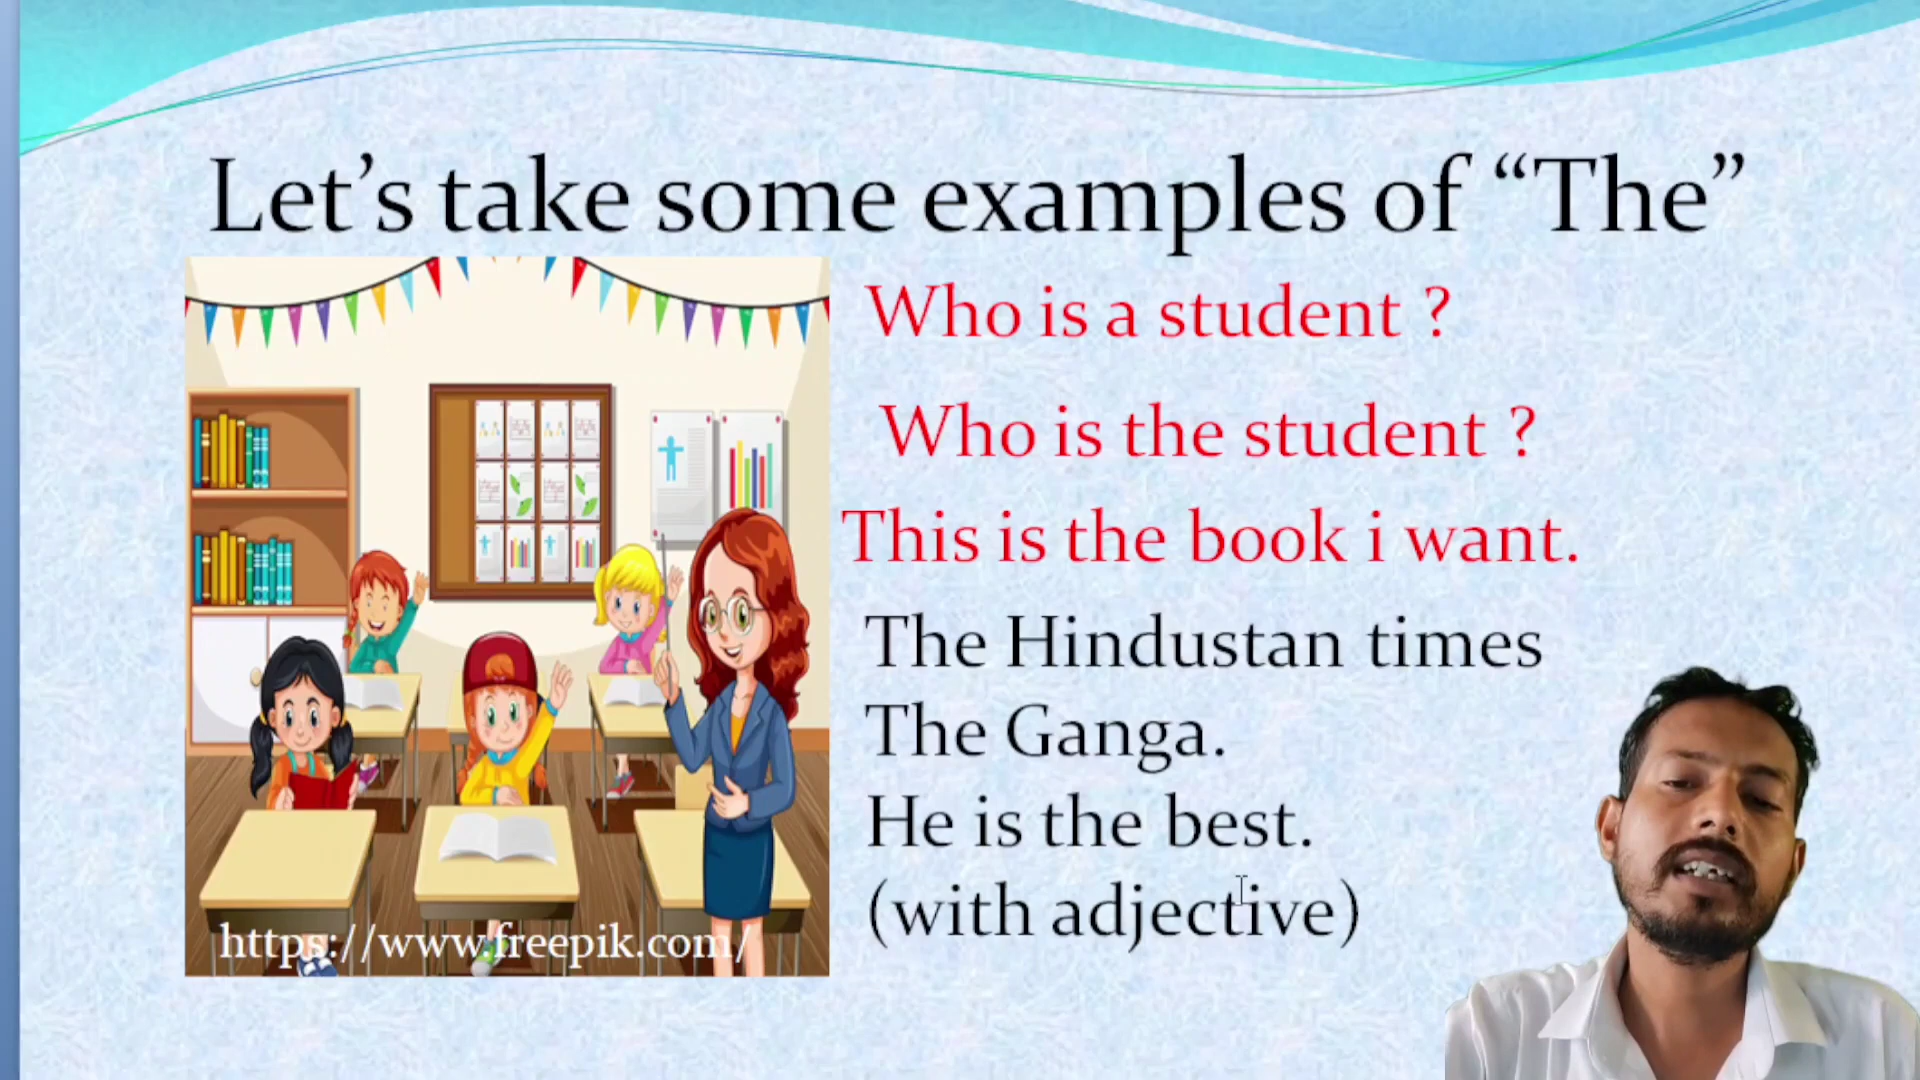 Let’s take some examples of “The”
Who is a student ?
Who is the student ?
This is the book i want.
The Hindustan times
The Ganga.
He is the best.
(with adjective)
https://www.freepik.com/